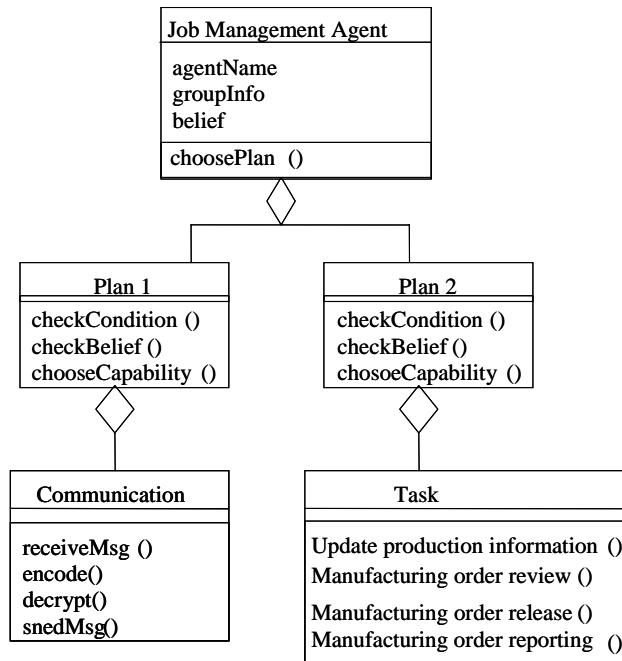 Job Management Agent
agentName
groupInfo
belief
choosePlan ()
Plan 1
checkCondition ()
checkBelief ()
chooseCapability ()
Plan 2
checkCondition ()
checkBelief ()
chosoeCapability ()
Communication
receiveMsg ()
encode()
decrypt()
snedMsg()
Task
Update production information ()
Manufacturing order review ()
Manufacturing order release ()
Manufacturing order reporting ()